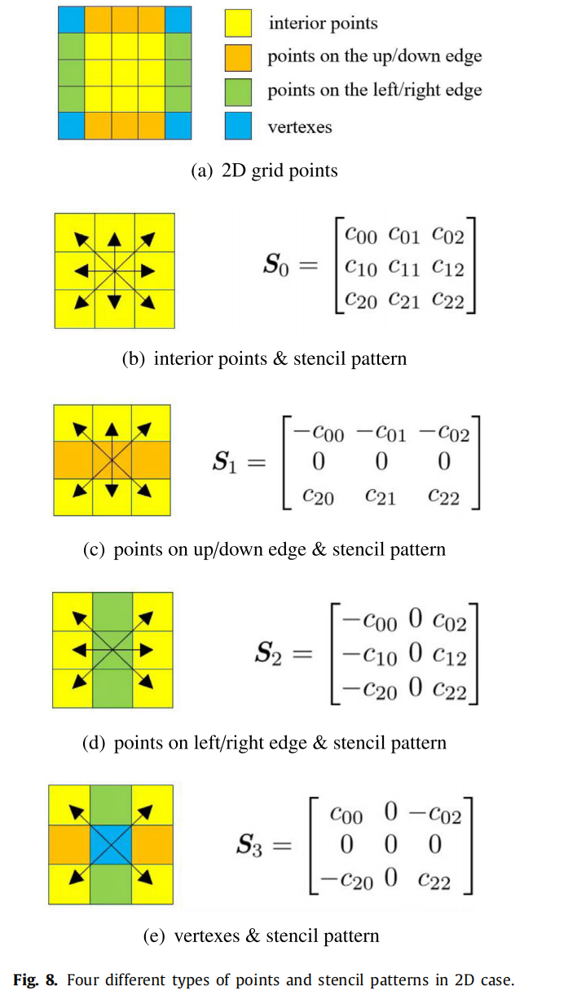 interior points
points on the up/down edge
points on the left/right edge
vertexes
(a) 2D grid points
S₀ = [c₀₀ c₀₁ c₀₂
c₁₀ c₁₁ c₁₂
c₂₀ c₂₁ c₂₂]
(b) interior points & stencil pattern
S₁ = [−c₀₀ −c₀₁ −c₀₂
0 0 0
c₂₀ c₂₁ c₂₂]
(c) points on up/down edge & stencil pattern
S₂ = [−c₀₀ 0 c₀₂
−c₁₀ 0 c₁₂
−c₂₀ 0 c₂₂]
(d) points on left/right edge & stencil pattern
S₃ = [c₀₀ 0 −c₀₂
0 0 0
−c₂₀ 0 c₂₂]
(e) vertexes & stencil pattern
Fig. 8. Four different types of points and stencil patterns in 2D case.